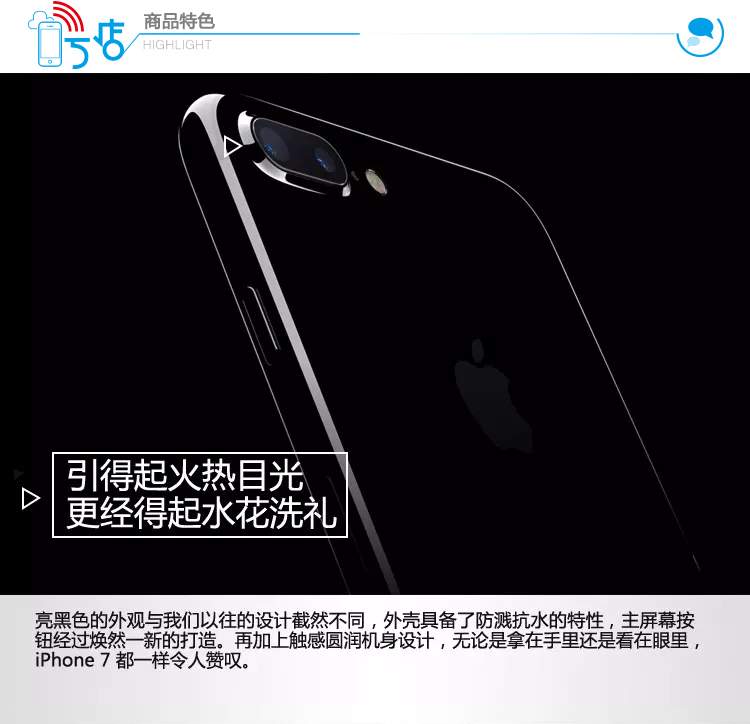 万店
商品特色
HIGHLIGHT
引得起火热目光
更经得起水花洗礼
亮黑色的外观与我们以往的设计截然不同，外壳具备了防溅抗水的特性，主屏幕按
钮经过焕然一新的打造。再加上触感圆润机身设计，无论是拿在手里还是看在眼里，
iPhone 7 都一样令人赞叹。